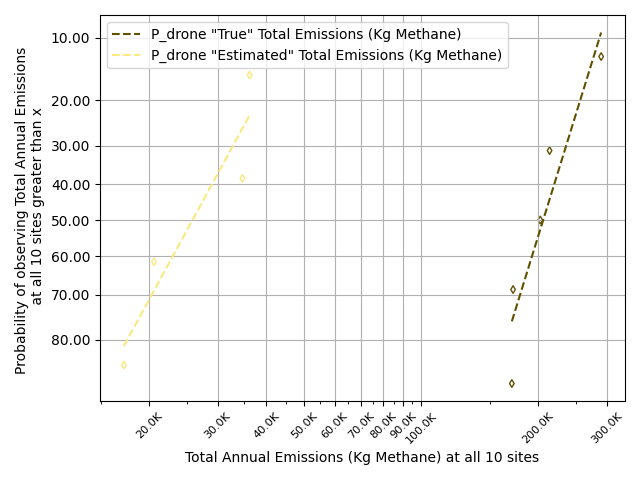 P_drone "True" Total Emissions (Kg Methane)
P_drone "Estimated" Total Emissions (Kg Methane)
Probability of observing Total Annual Emissions
at all 10 sites greater than x
10.00
20.00
30.00
40.00
50.00
60.00
70.00
80.00
20.0K
30.0K
40.0K
50.0K
60.0K
70.0K
80.0K
90.0K
100.0K
200.0K
300.0K
Total Annual Emissions (Kg Methane) at all 10 sites